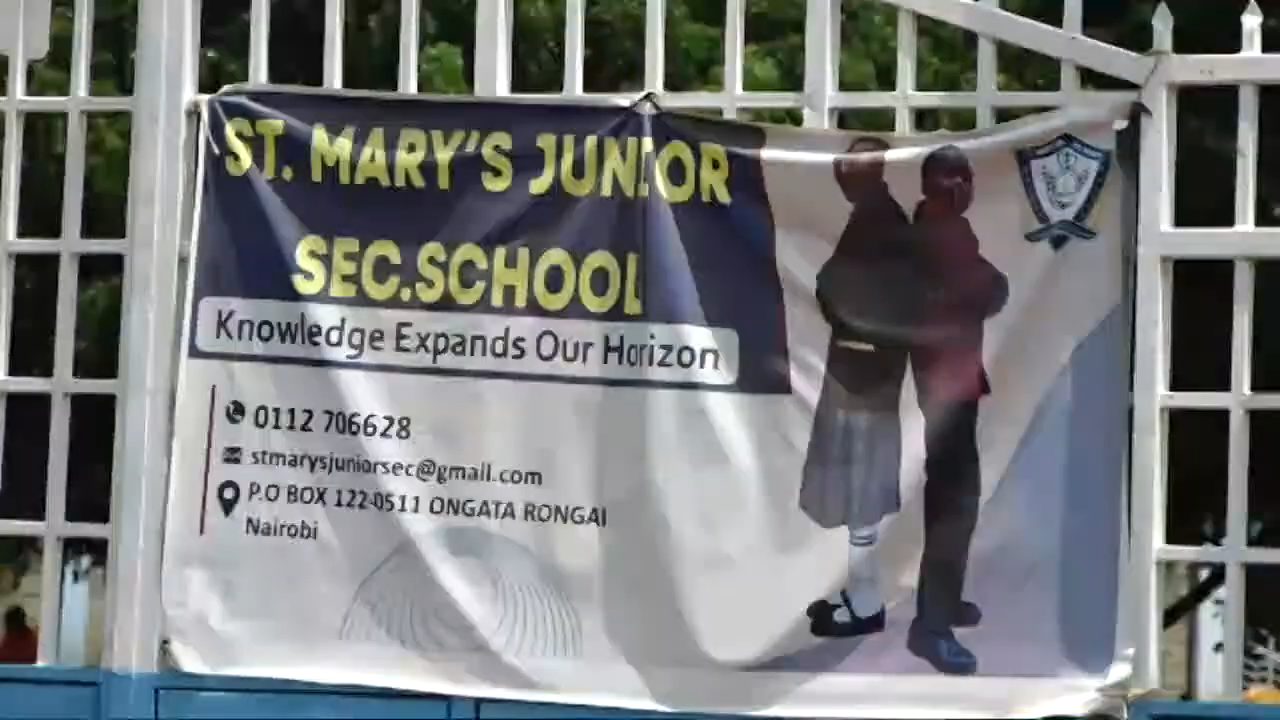 ST. MARY'S JUNIOR
SEC.SCHOOL
Knowledge Expands Our Horizon
0112 706628
stmarysjuniorsec@gmail.com
P.O BOX 122-0511 ONGATA RONGAI
Nairobi